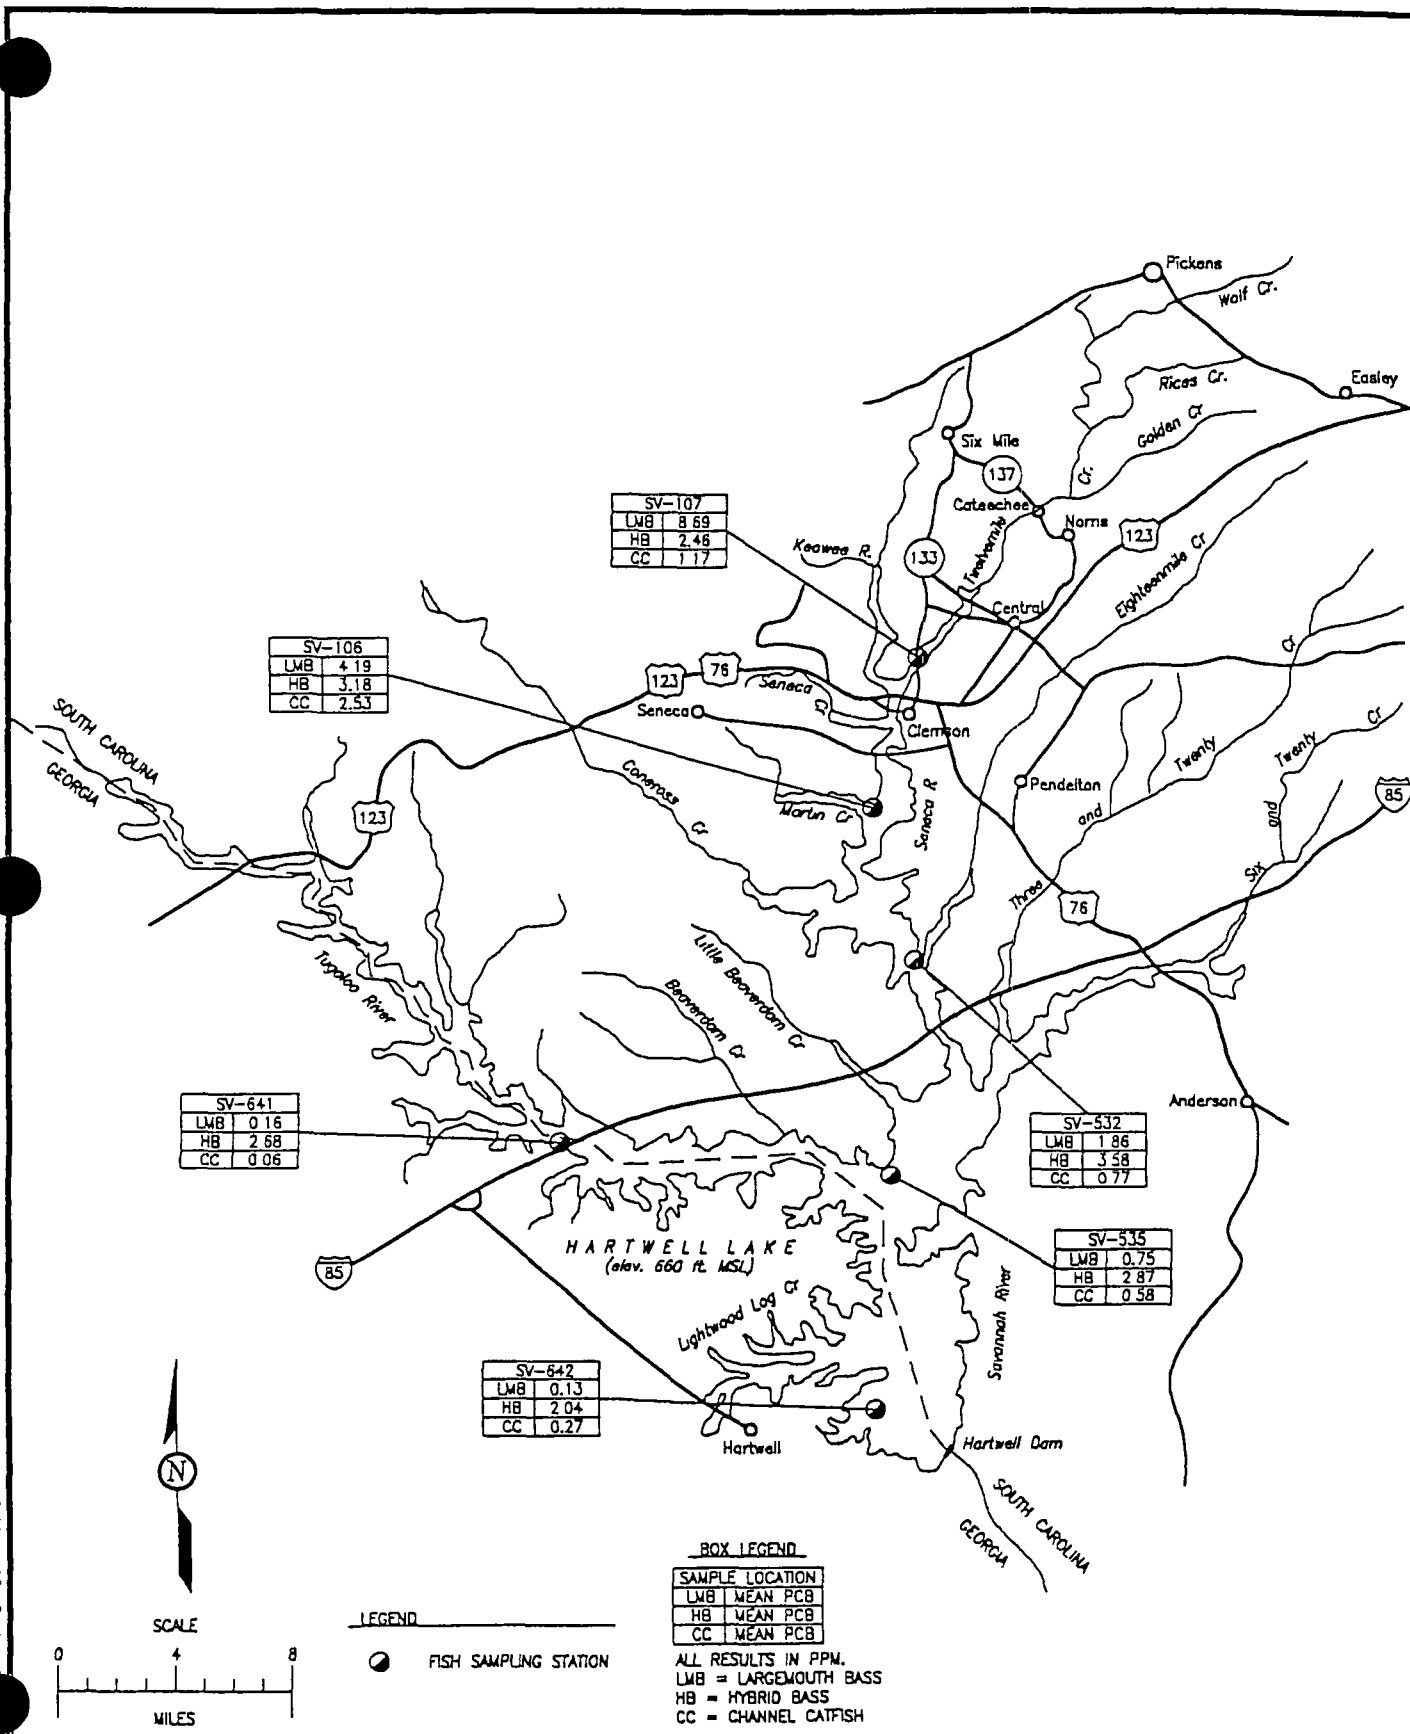 Pickens
Wolf Cr.
Rices Cr.
Easley
Golden Cr
Six Mile
137
Cr.
SV-107
LMB 8 69
HB 2.46
CC 1 17
Cateechee
Norris
123
Keowee R.
133
Twelvemile
Eighteenmile Cr
Central
SV-106
LMB 4 19
HB 3.18
CC 2.53
123
76
Seneca
Cr
Seneca
Clemson
Cr
SOUTH CAROLINA
GEORGIA
Coneross
Cr
Martin Cr
Seneca R
Pendelton
and
Twenty
Twenty
Cr
and
85
123
Three
Six
76
Tugaloo River
Little Beaverdam Cr
Beaverdam Cr
SV-641
LMB 0 16
HB 2 68
CC 0 06
Anderson
SV-532
LMB 1 86
HB 3 58
CC 0 77
SV-535
LMB 0.75
HB 2 87
CC 0 58
HARTWELL LAKE
(elev. 660 ft. MSL)
85
Lightwood Log Cr
Savannah River
SV-642
LMB 0.13
HB 2 04
CC 0.27
Hartwell
Hartwell Dam
SOUTH CAROLINA
GEORGIA
N
SCALE
0 4 8
MILES
LEGEND
FISH SAMPLING STATION
BOX LEGEND
SAMPLE LOCATION
LMB MEAN PCB
HB MEAN PCB
CC MEAN PCB
ALL RESULTS IN PPM.
LMB = LARGEMOUTH BASS
HB = HYBRID BASS
CC = CHANNEL CATFISH